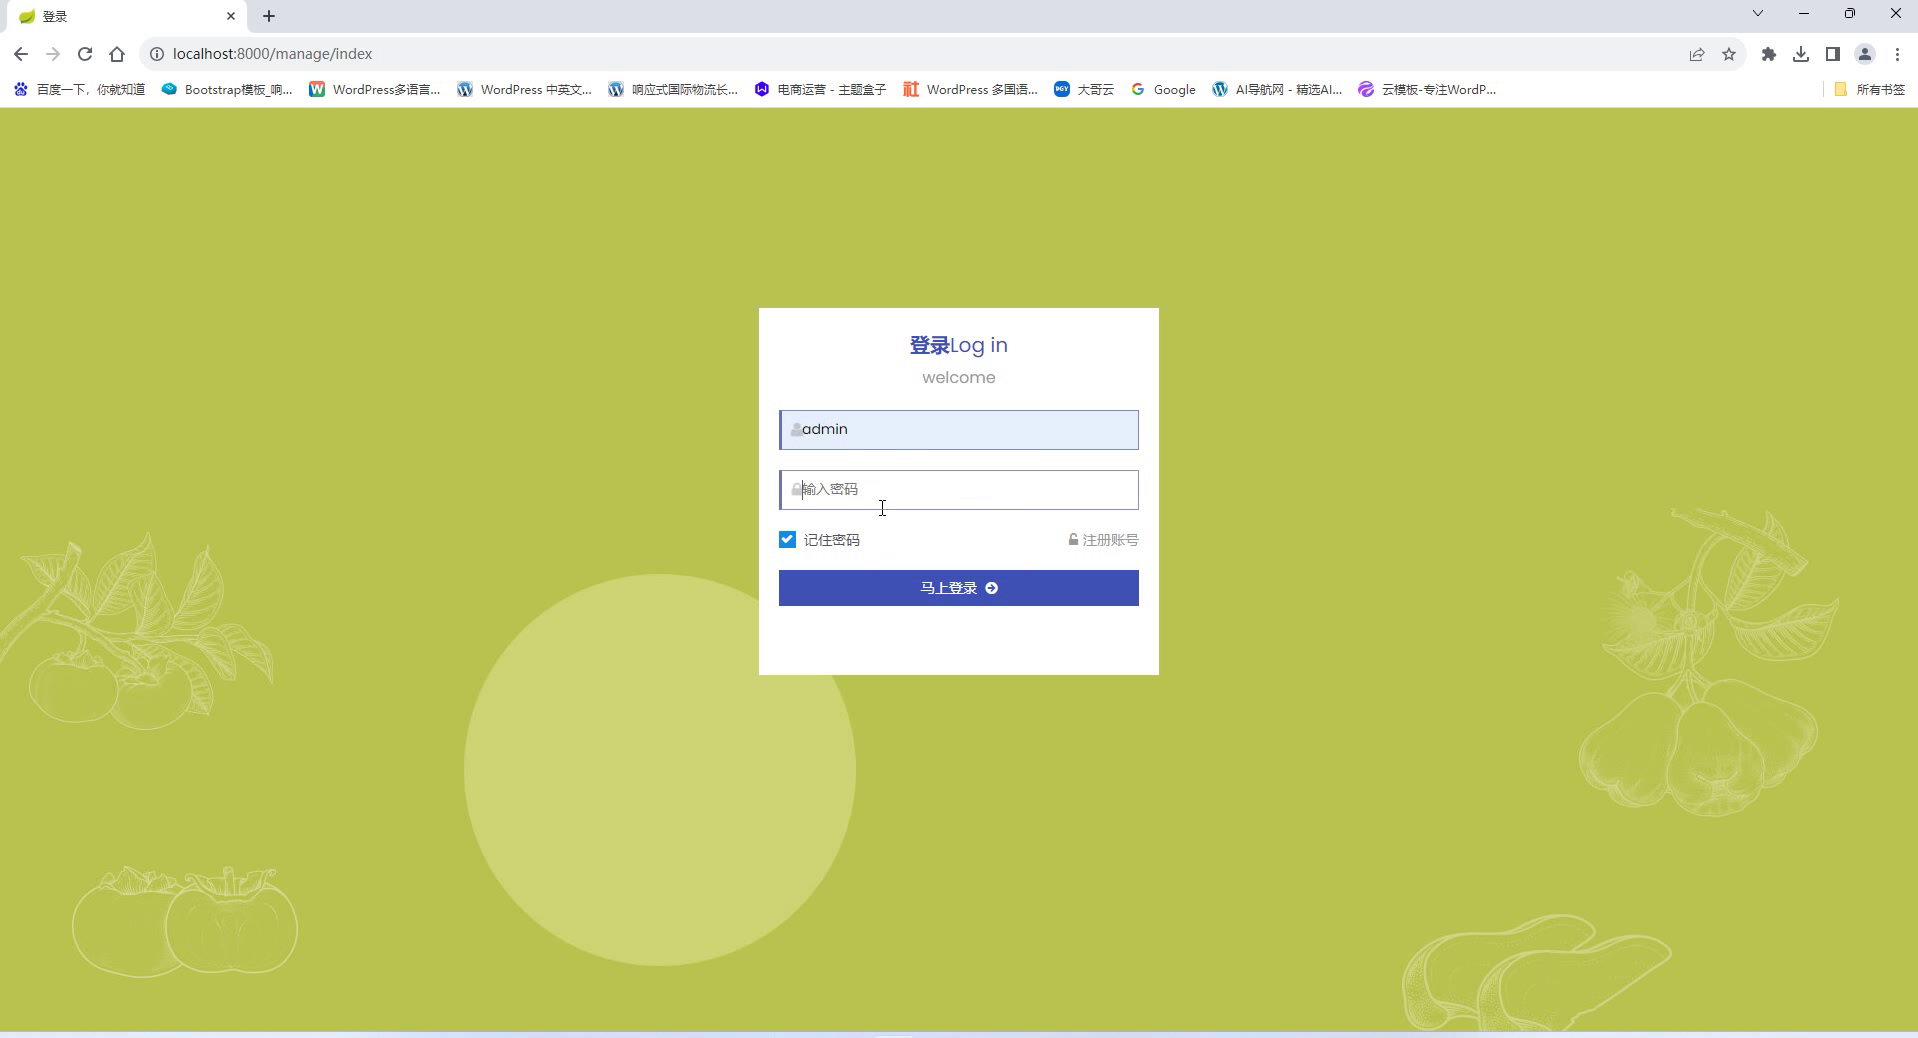 登录
localhost:8000/manage/index
百度一下，你就知道
Bootstrap模板_响...
WordPress多语言...
WordPress 中英文...
响应式国际物流长...
电商运营 - 主题盒子
社
WordPress 多国语...
DGY
大哥云
Google
AI导航网 - 精选AI...
云模板-专注WordP...
所有书签
登录Log in
welcome
admin
输入密码
记住密码
注册账号
马上登录